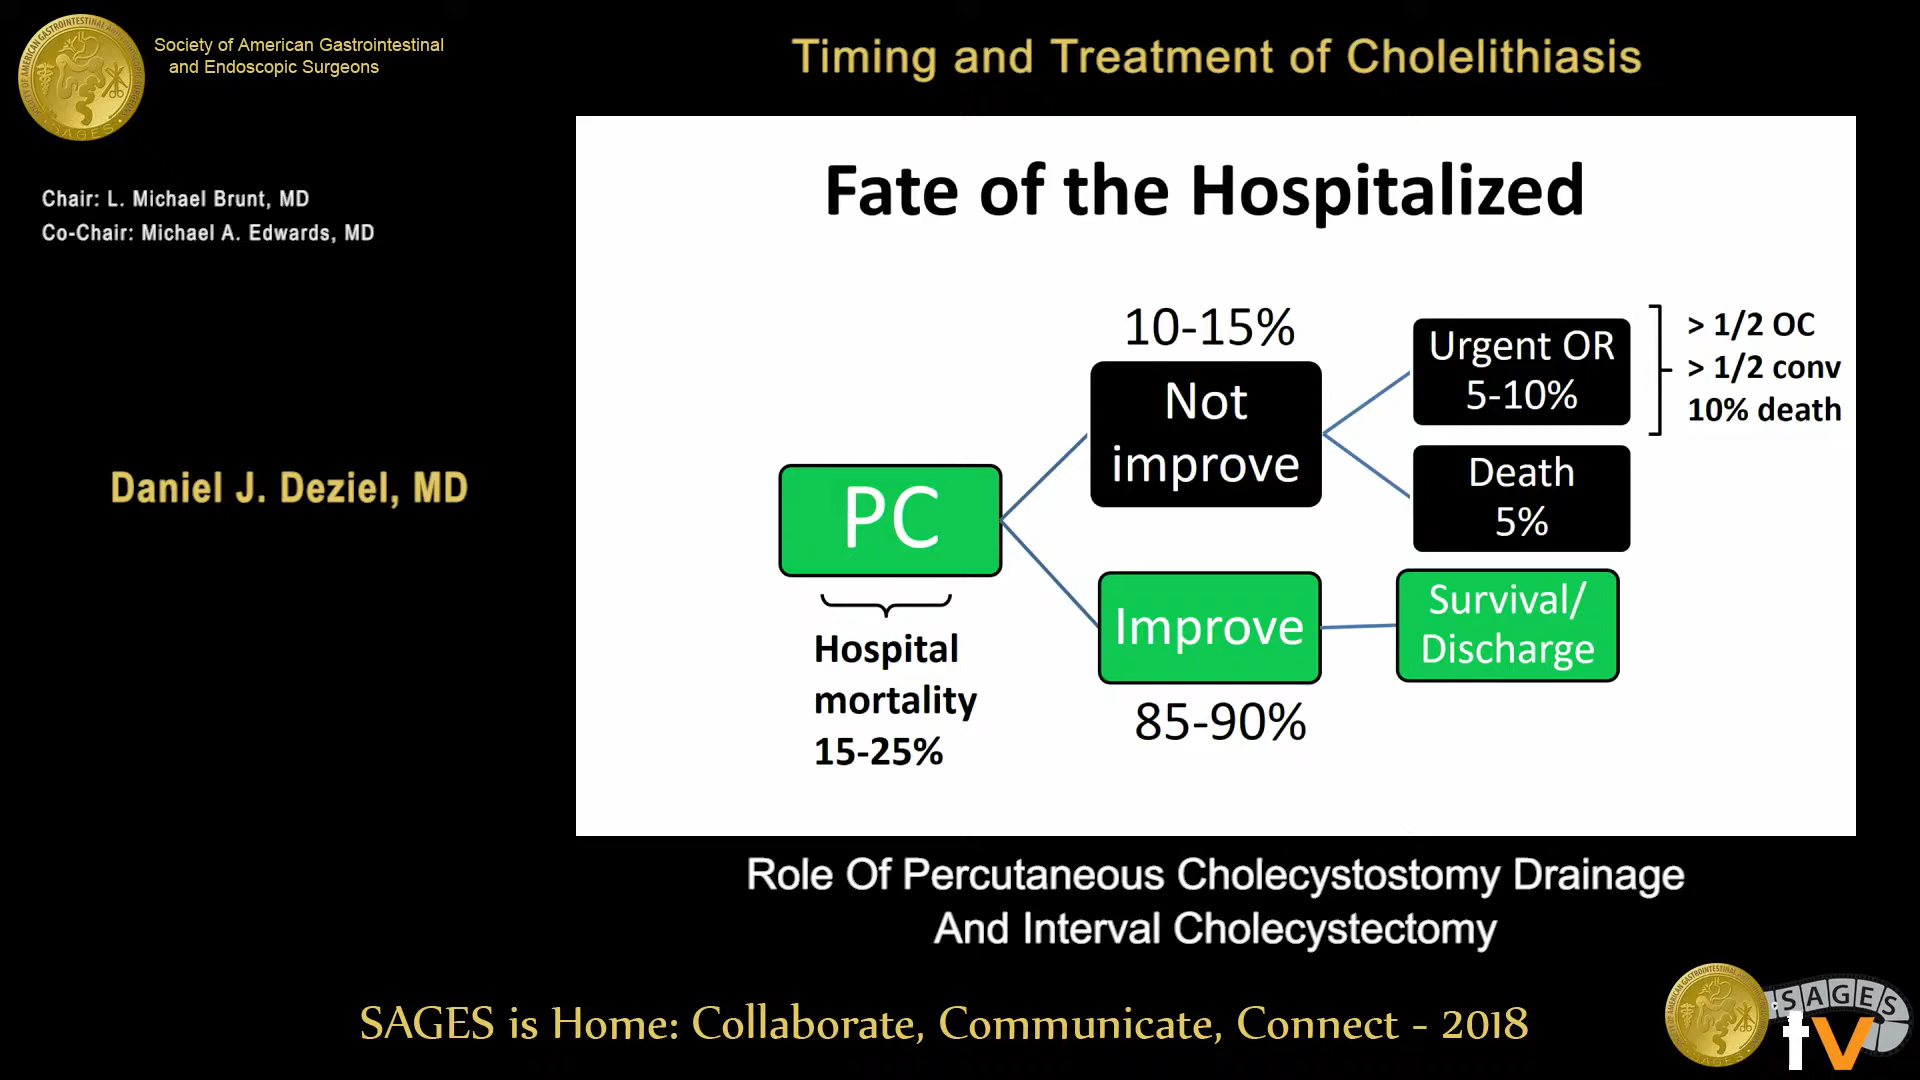 Society of American Gastrointestinal
and Endoscopic Surgeons
Timing and Treatment of Cholelithiasis
Chair: L. Michael Brunt, MD
Co-Chair: Michael A. Edwards, MD
Daniel J. Deziel, MD
Fate of the Hospitalized
PC
Hospital
mortality
15-25%
10-15%
Not
improve
Improve
85-90%
Urgent OR
5-10%
Death
5%
Survival/
Discharge
> 1/2 OC
> 1/2 conv
10% death
Role Of Percutaneous Cholecystostomy Drainage
And Interval Cholecystectomy
SAGES is Home: Collaborate, Communicate, Connect - 2018
SAGES
tv